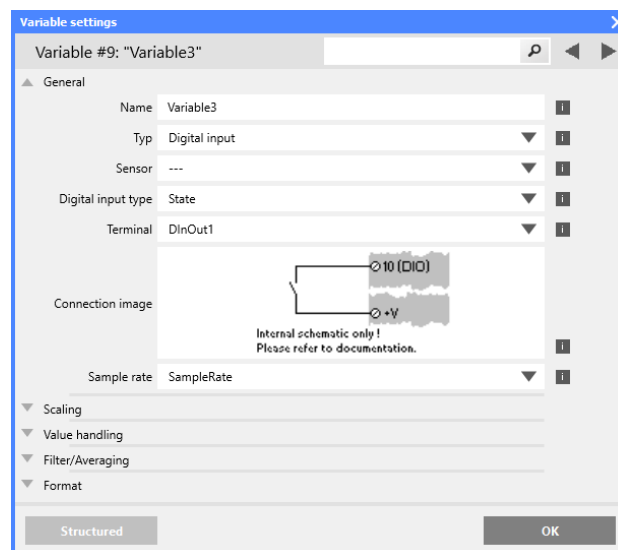 Variable settings
Variable #9: "Variable3"
General
Name Variable3
Typ Digital input
Sensor ---
Digital input type State
Terminal DInOut1
10 (DIO)
+V
Connection image
Internal schematic only !
Please refer to documentation.
Sample rate SampleRate
Scaling
Value handling
Filter/Averaging
Format
Structured OK